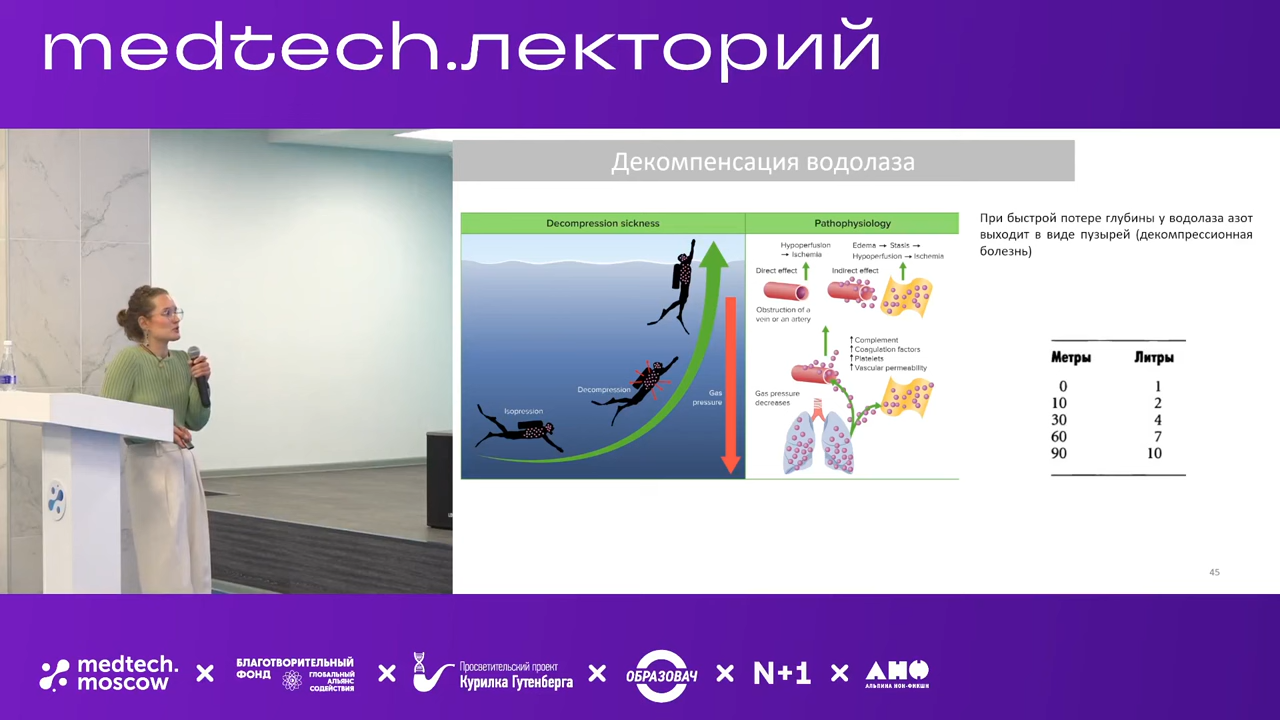 medtech.лекторий
Декомпенсация водолаза
Decompression sickness
Pathophysiology
Isopression
Decompression
Gas
pressure
Hypoperfusion
→ Ischemia
Edema → Stasis →
Hypoperfusion → Ischemia
Direct effect
Indirect effect
Obstruction of a
vein or an artery
↑ Complement
↑ Coagulation factors
↑ Platelets
↑ Vascular permeability
Gas pressure
decreases
При быстрой потере глубины у водолаза азот
выходит в виде пузырей (декомпрессионная
болезнь)
Метры Литры
0 1
10 2
30 4
60 7
90 10
45
medtech.
moscow
×
БЛАГОТВОРИТЕЛЬНЫЙ
ФОНД
ГЛОБАЛЬНЫЙ
АЛЬЯНС
СОДЕЙСТВИЯ
×
Просветительский проект
Курилка Гутенберга
×
ОБРАЗОВАЧ
×
N+1
×
АНФ
АЛЬПИНА НОН-ФИКШН